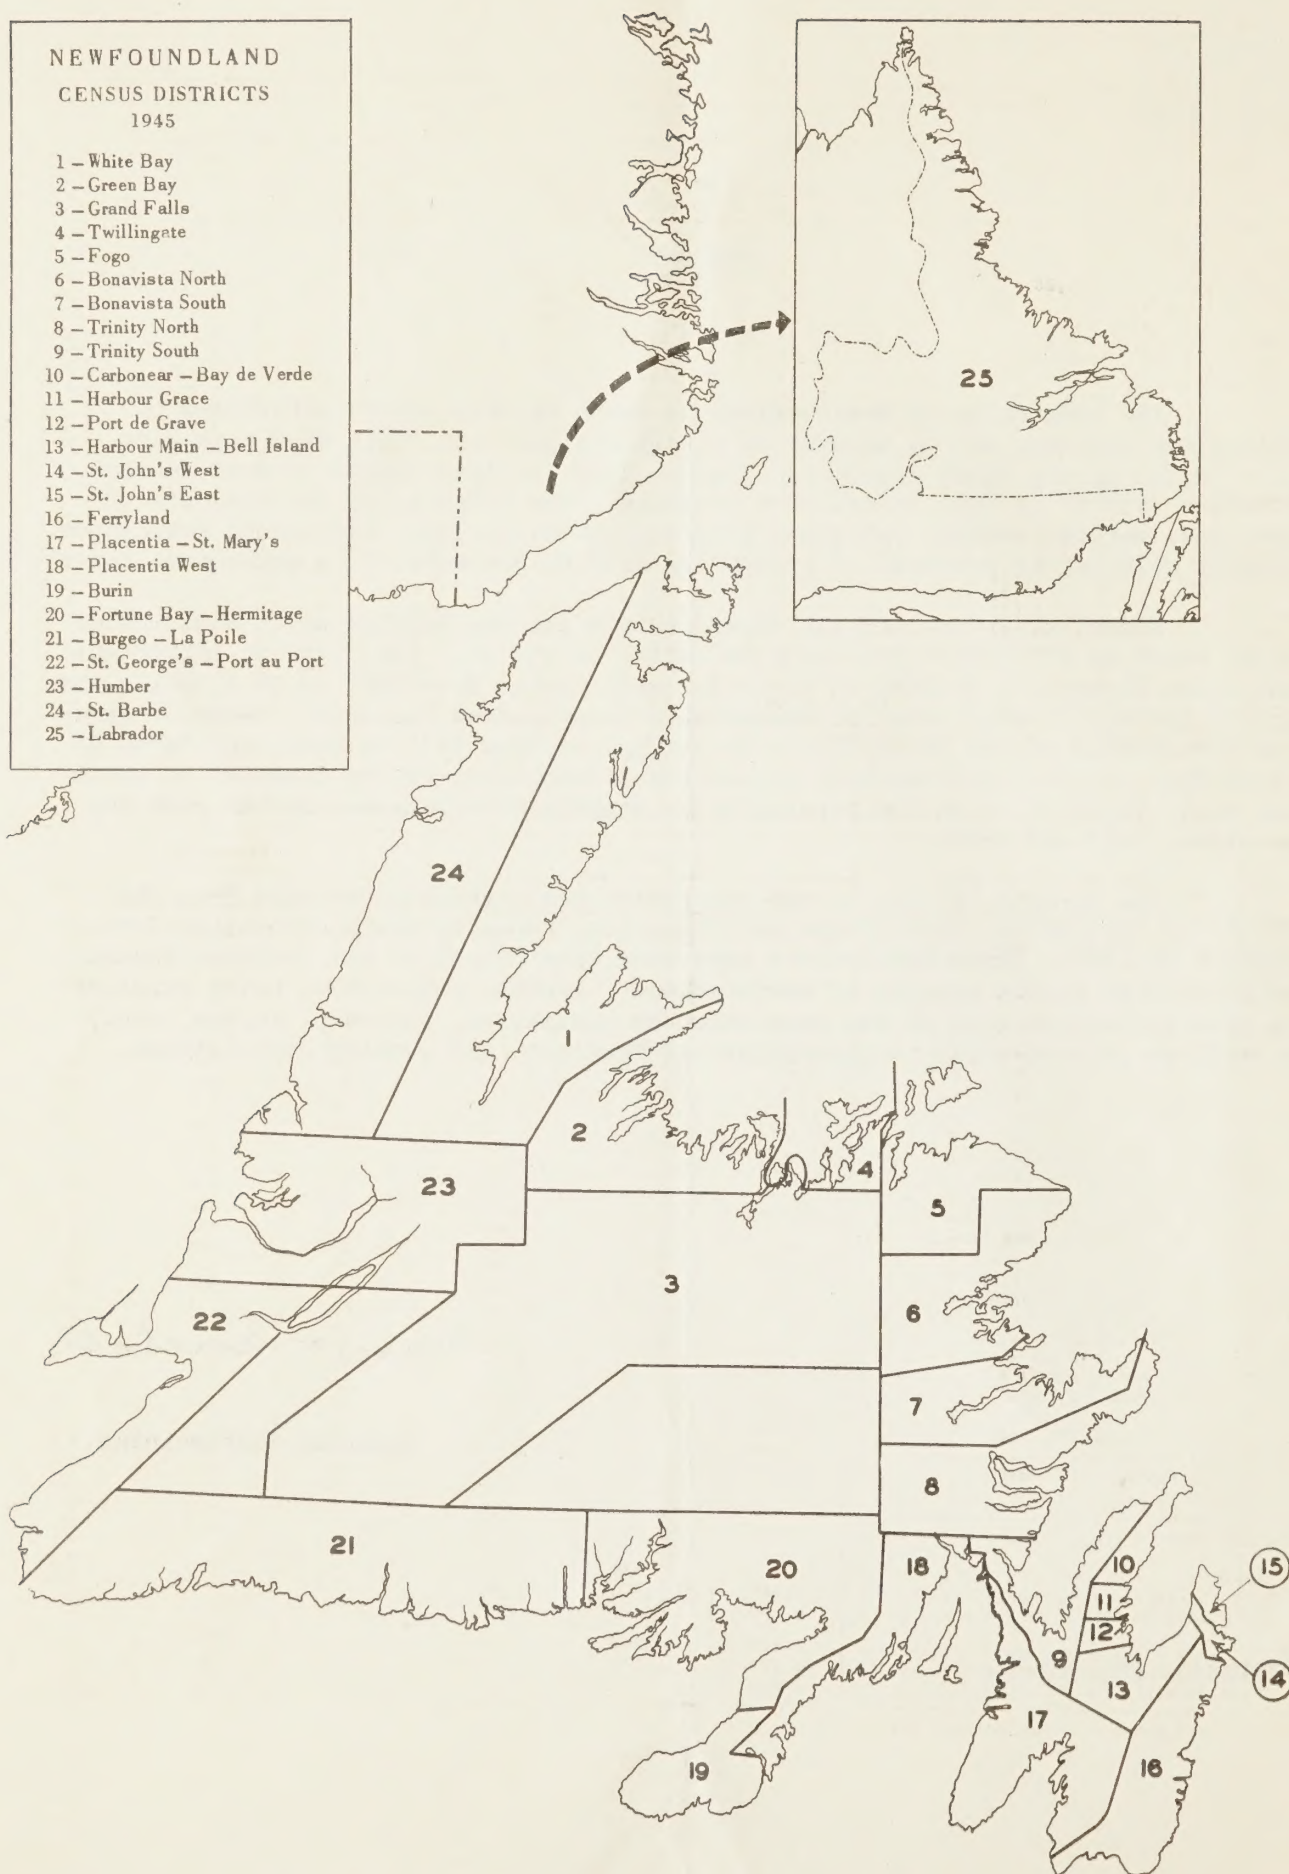 NEWFOUNDLAND
CENSUS DISTRICTS
1945
1 – White Bay
2 – Green Bay
3 – Grand Falls
4 – Twillingate
5 – Fogo
6 – Bonavista North
7 – Bonavista South
8 – Trinity North
9 – Trinity South
10 – Carbonear – Bay de Verde
11 – Harbour Grace
12 – Port de Grave
13 – Harbour Main – Bell Island
14 – St. John's West
15 – St. John's East
16 – Ferryland
17 – Placentia – St. Mary's
18 – Placentia West
19 – Burin
20 – Fortune Bay – Hermitage
21 – Burgeo – La Poile
22 – St. George's – Port au Port
23 – Humber
24 – St. Barbe
25 – Labrador
25
24
1
2
4
23
5
3
22
6
7
8
21
20
18
10
15
11
12
9
14
13
17
16
19